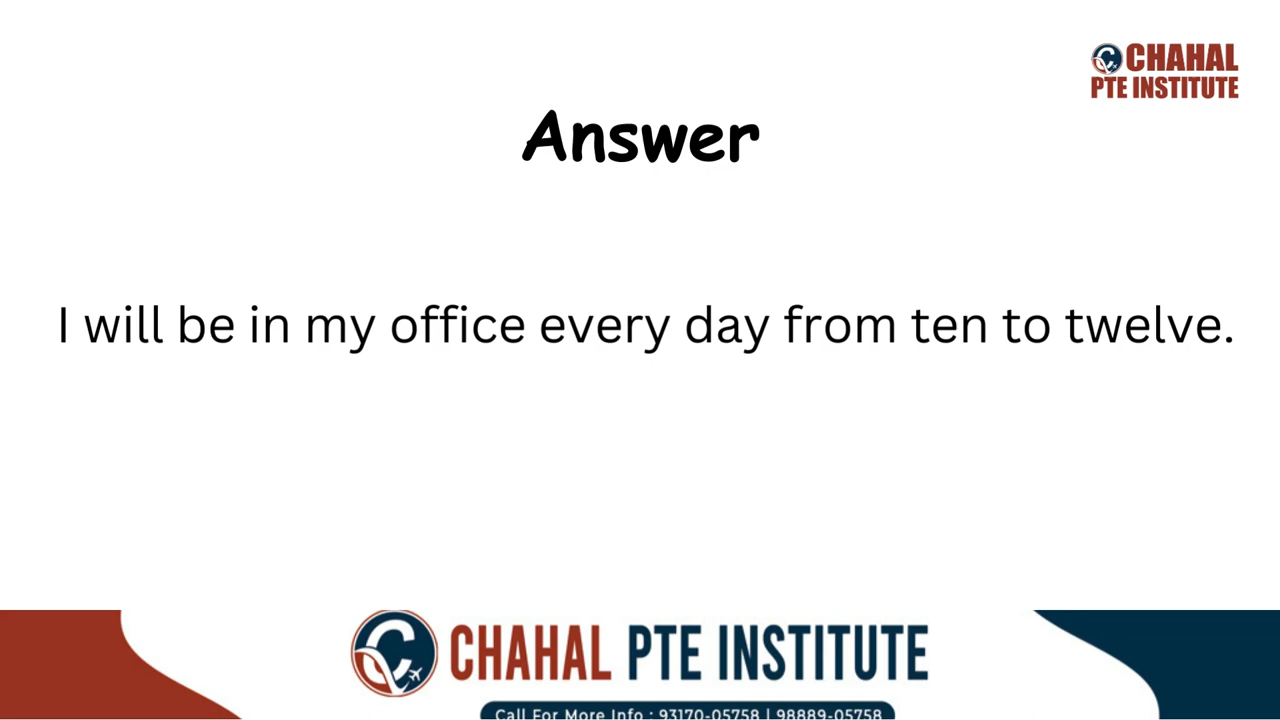 CHAHAL
PTE INSTITUTE
Answer
I will be in my office every day from ten to twelve.
CHAHAL PTE INSTITUTE
Call For More Info : 93170-05758 | 98889-05758